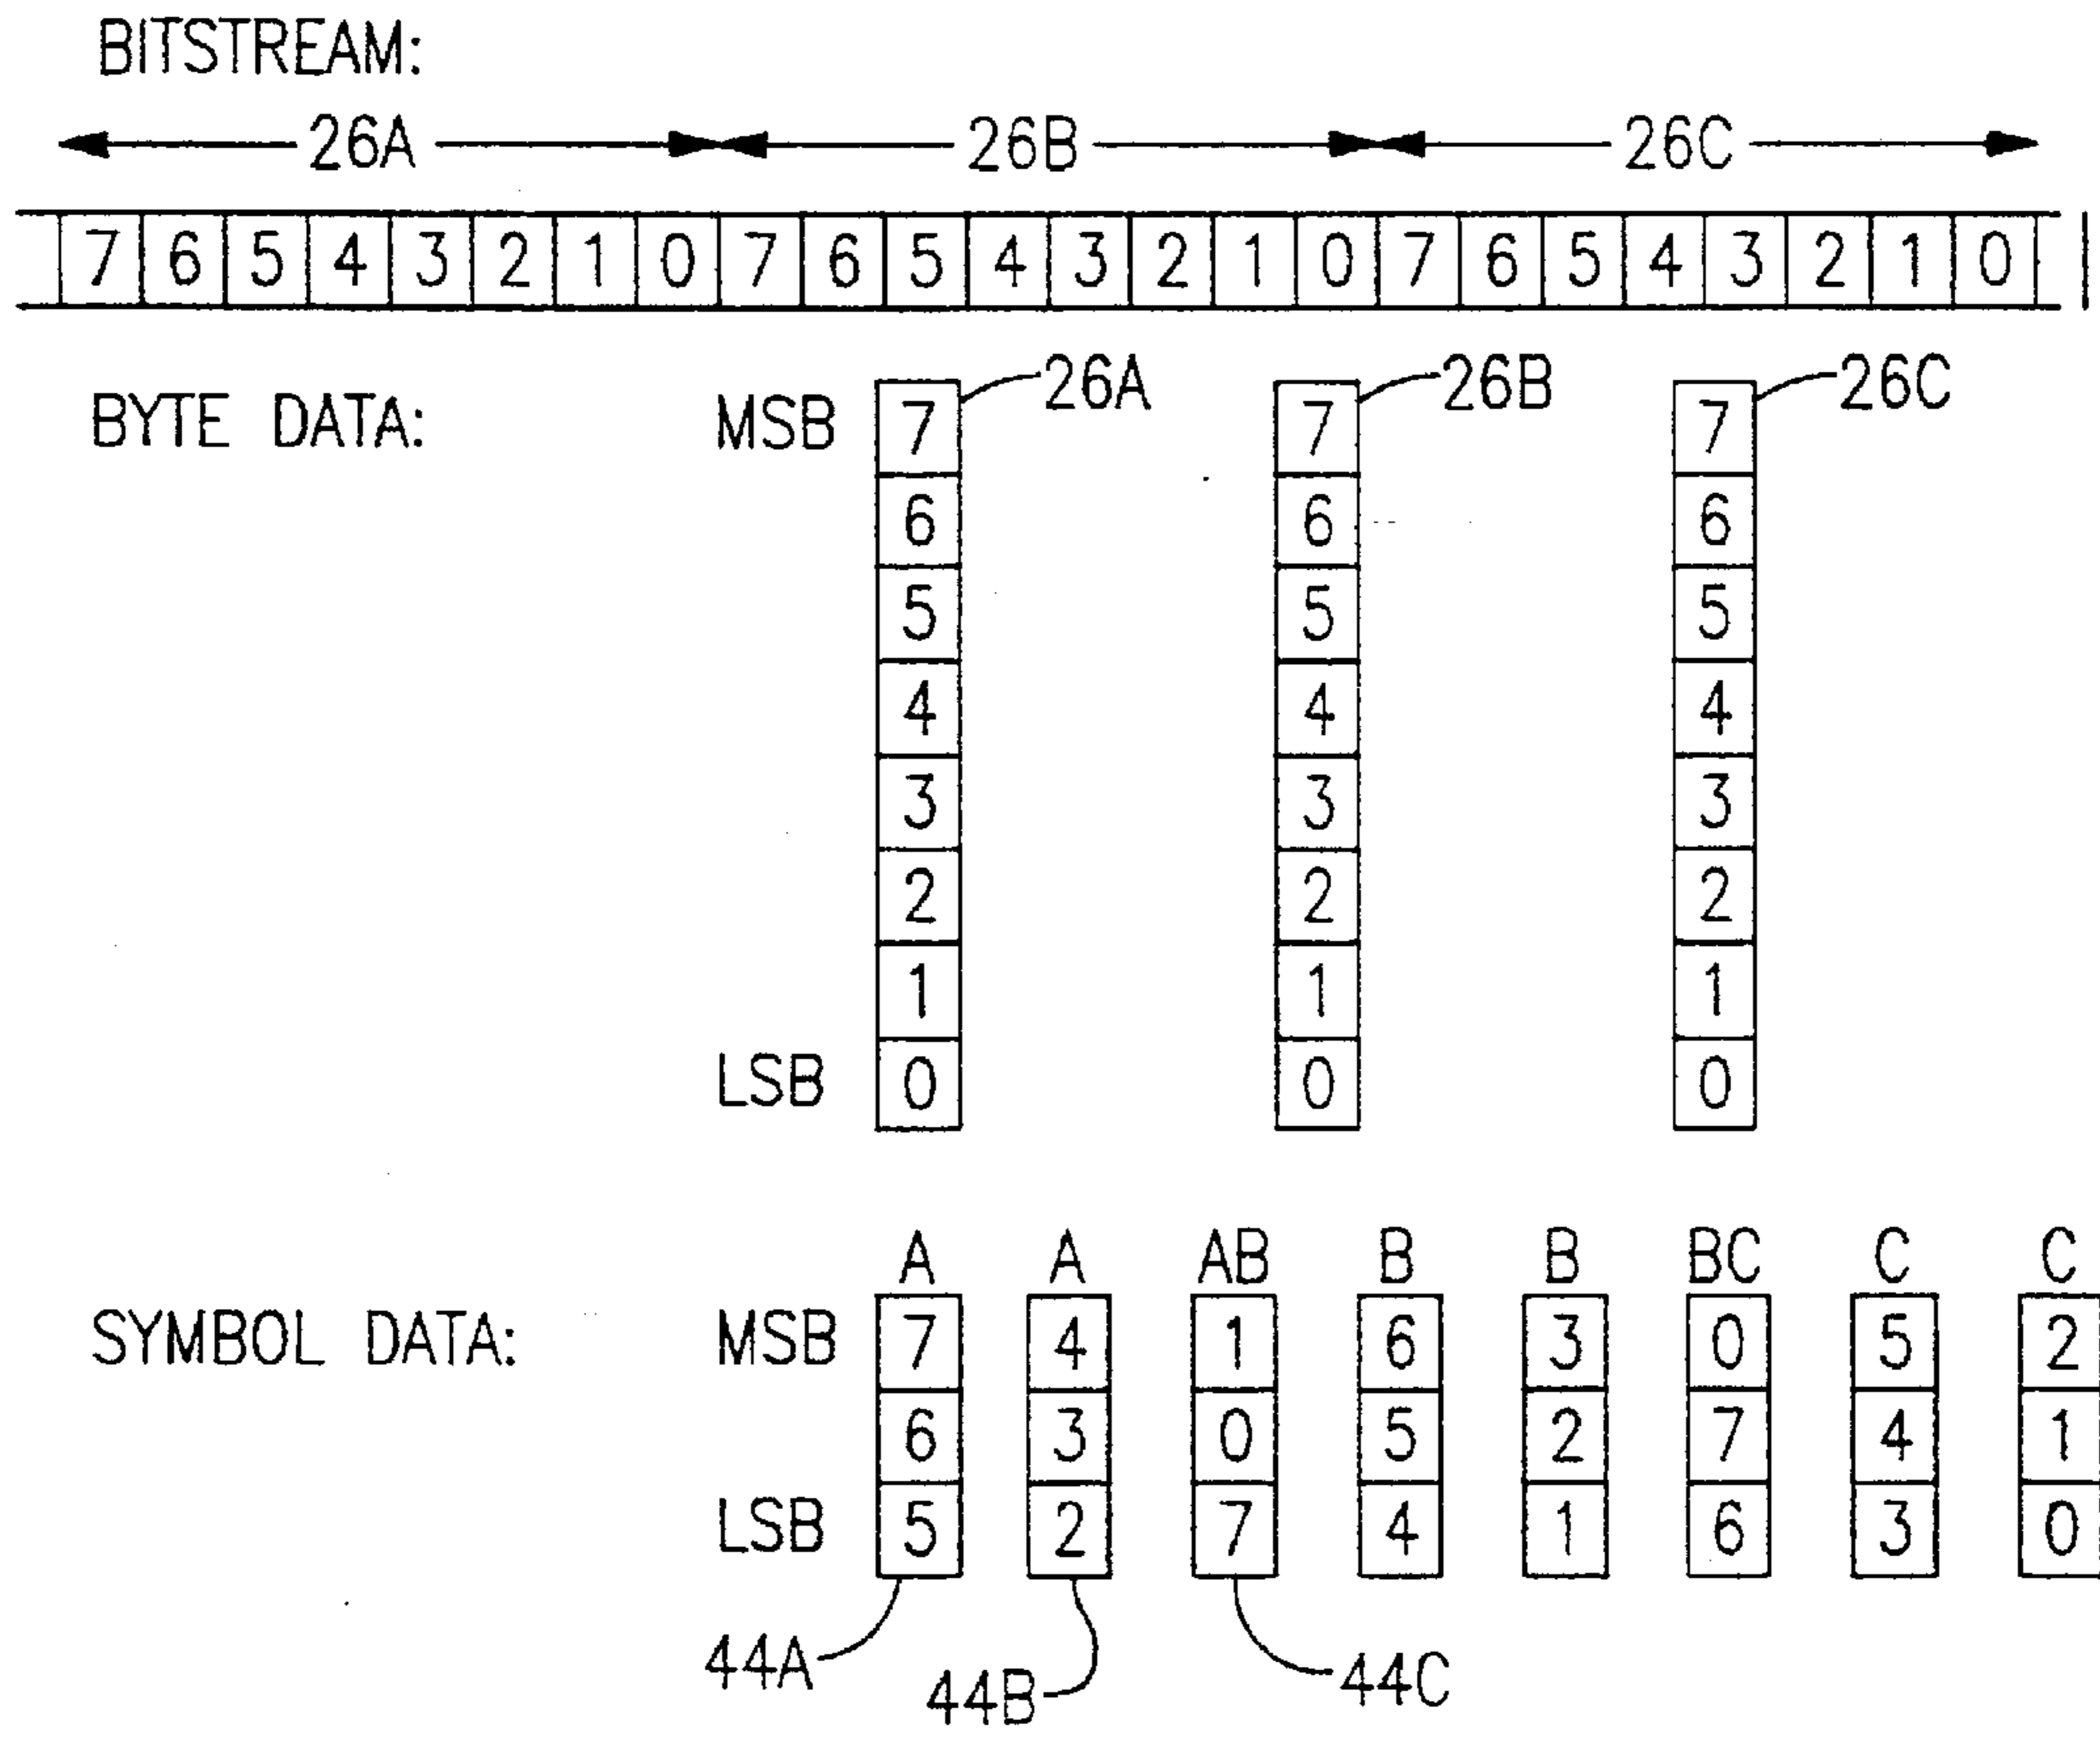 BITSTREAM:
26A 26B 26C
7 6 5 4 3 2 1 0 7 6 5 4 3 2 1 0 7 6 5 4 3 2 1 0
26A 26B 26C
BYTE DATA: MSB 7 7 7
6 6 6
5 5 5
4 4 4
3 3 3
2 2 2
1 1 1
LSB 0 0 0
A A AB B B BC C C
SYMBOL DATA: MSB 7 4 1 6 3 0 5 2
6 3 0 5 2 7 4 1
LSB 5 2 7 4 1 6 3 0
44A 44B 44C